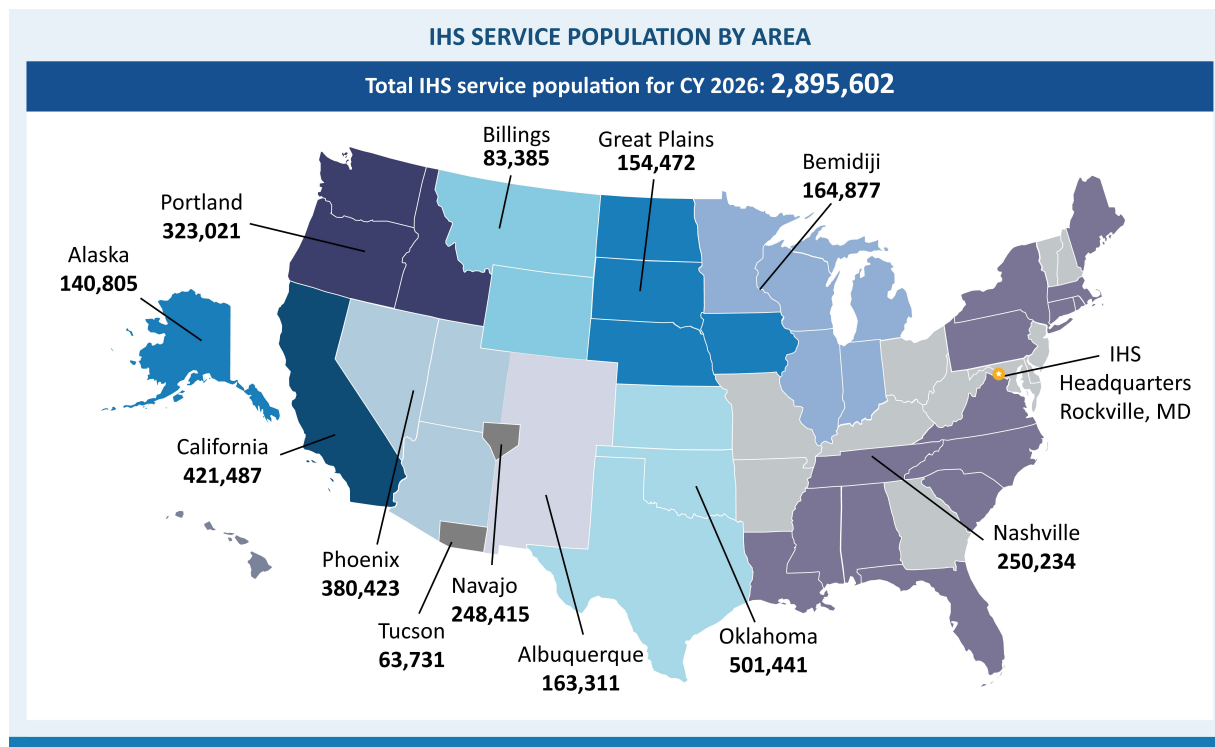 IHS SERVICE POPULATION BY AREA
Total IHS service population for CY 2026: 2,895,602
Billings
83,385
Great Plains
154,472
Bemidiji
164,877
Portland
323,021
Alaska
140,805
IHS
Headquarters
Rockville, MD
California
421,487
Nashville
250,234
Phoenix
380,423
Navajo
248,415
Tucson
63,731
Albuquerque
163,311
Oklahoma
501,441